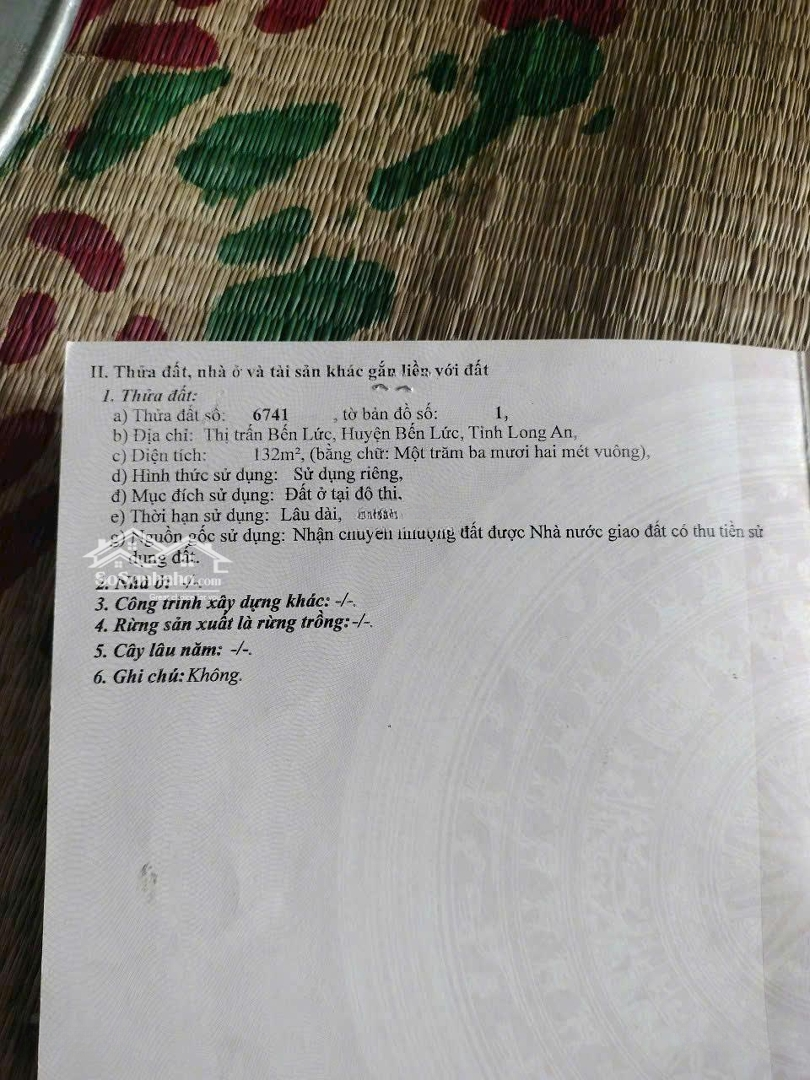 II. Thửa đất, nhà ở và tài sản khác gắn liền với đất
1. Thửa đất:
a) Thửa đất số: 6741 , tờ bản đồ số: 1,
b) Địa chỉ: Thị trấn Bến Lức, Huyện Bến Lức, Tỉnh Long An,
c) Diện tích: 132m², (bằng chữ: Một trăm ba mươi hai mét vuông),
d) Hình thức sử dụng: Sử dụng riêng,
đ) Mục đích sử dụng: Đất ở tại đô thị.
e) Thời hạn sử dụng: Lâu dài,
g) Nguồn gốc sử dụng: Nhận chuyển nhượng đất được Nhà nước giao đất có thu tiền sử
dụng đất.
SoSanhnha.com
2. Nhà ở: -/-.
3. Công trình xây dựng khác: -/-.
4. Rừng sản xuất là rừng trồng:-/-.
5. Cây lâu năm: -/-.
6. Ghi chú: Không.